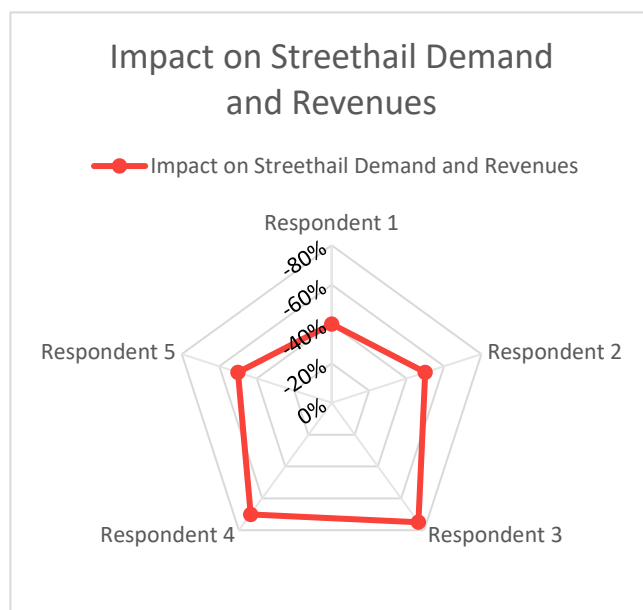 Impact on Streethail Demand
and Revenues
Impact on Streethail Demand and Revenues
Respondent 1
-80%
-60%
-40%
-20%
0%
Respondent 5
Respondent 2
Respondent 4
Respondent 3